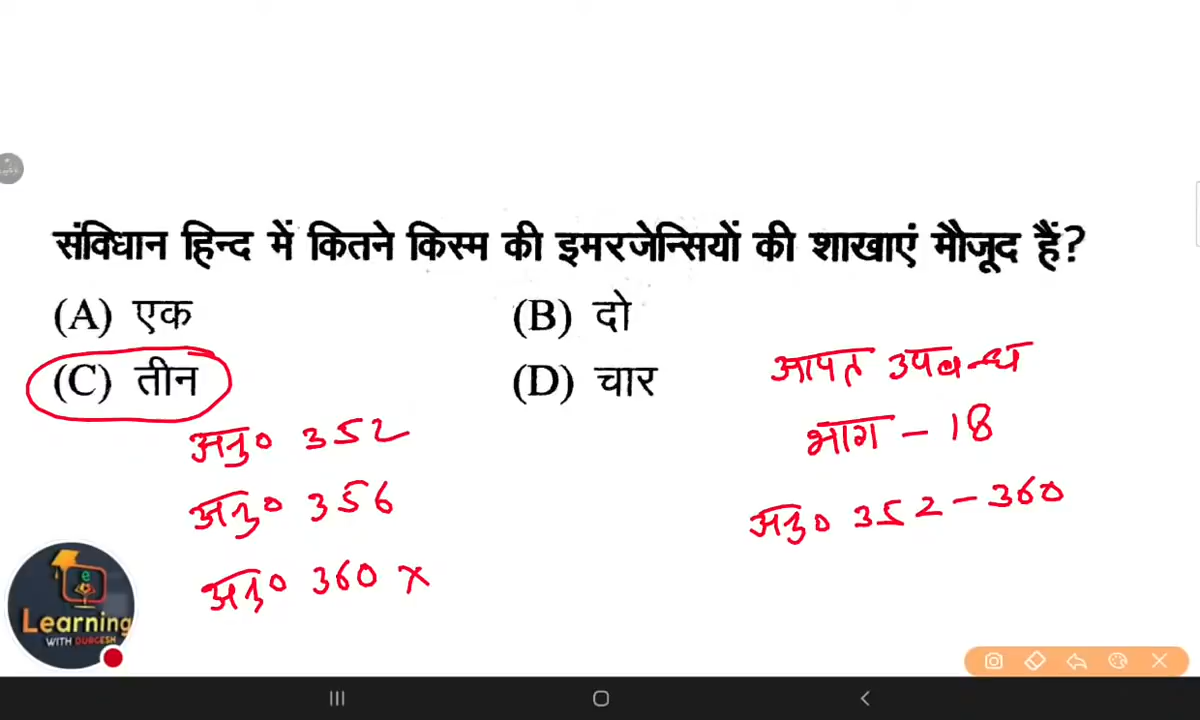 संविधान हिन्द में कितने किस्म की इमरजेन्सियों की शाखाएं मौजूद हैं?
(A) एक
(B) दो
(C) तीन
(D) चार
आपत उपबन्ध
भाग - 18
अनु० 352 - 360
अनु० 352
अनु० 356
अनु० 360 x
e
Learning
WITH DURGESH